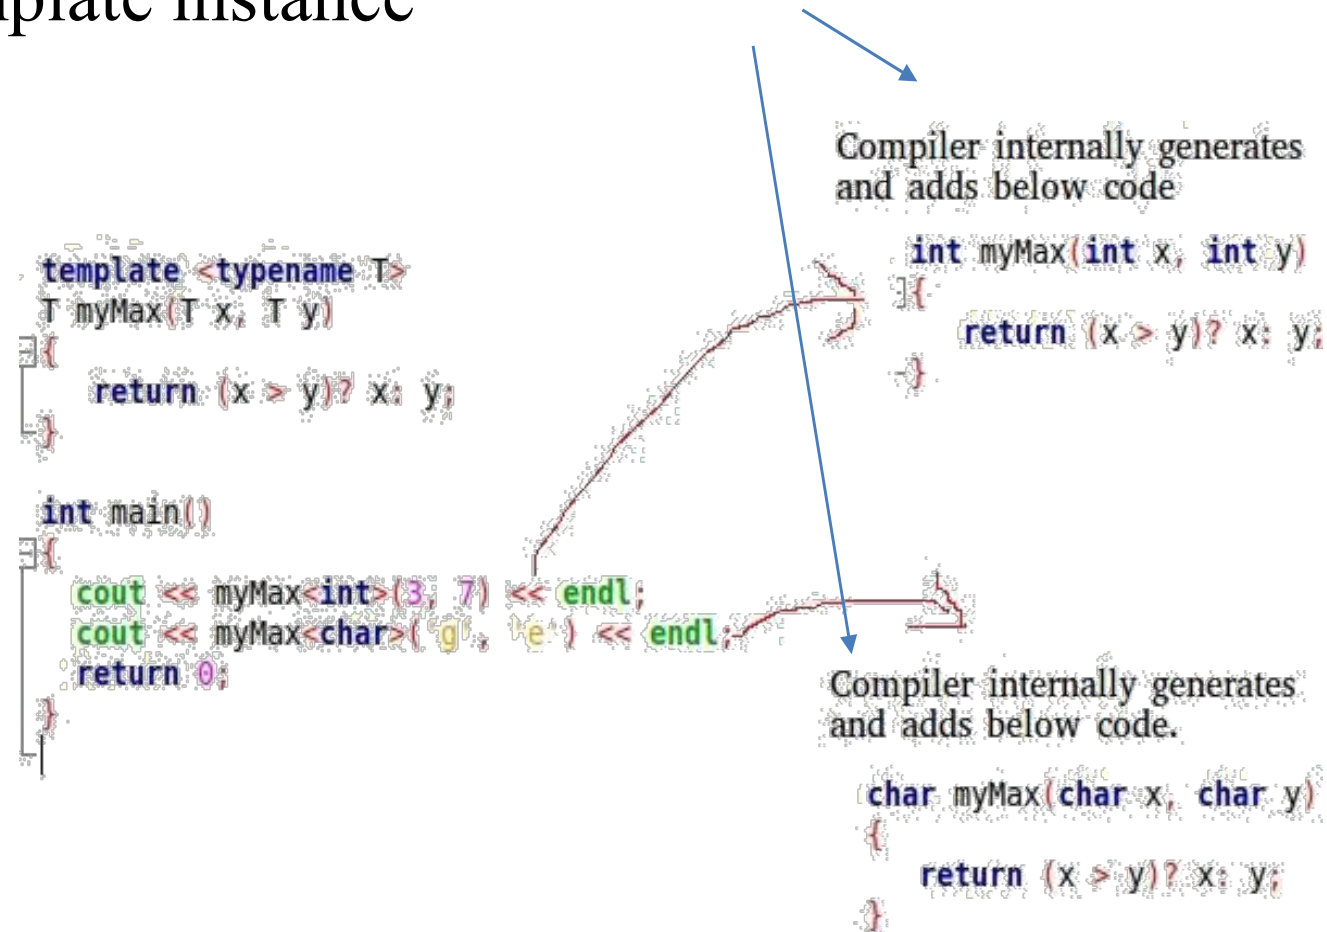 plate instance
template <typename T>
T myMax(T x, T y)
{
return (x > y)? x: y;
}
int main()
{
cout << myMax<int>(3, 7) << endl;
cout << myMax<char>('g', 'e') << endl;
return 0;
}
Compiler internally generates
and adds below code
int myMax(int x, int y)
{
return (x > y)? x: y;
}
Compiler internally generates
and adds below code.
char myMax(char x, char y)
{
return (x > y)? x: y;
}